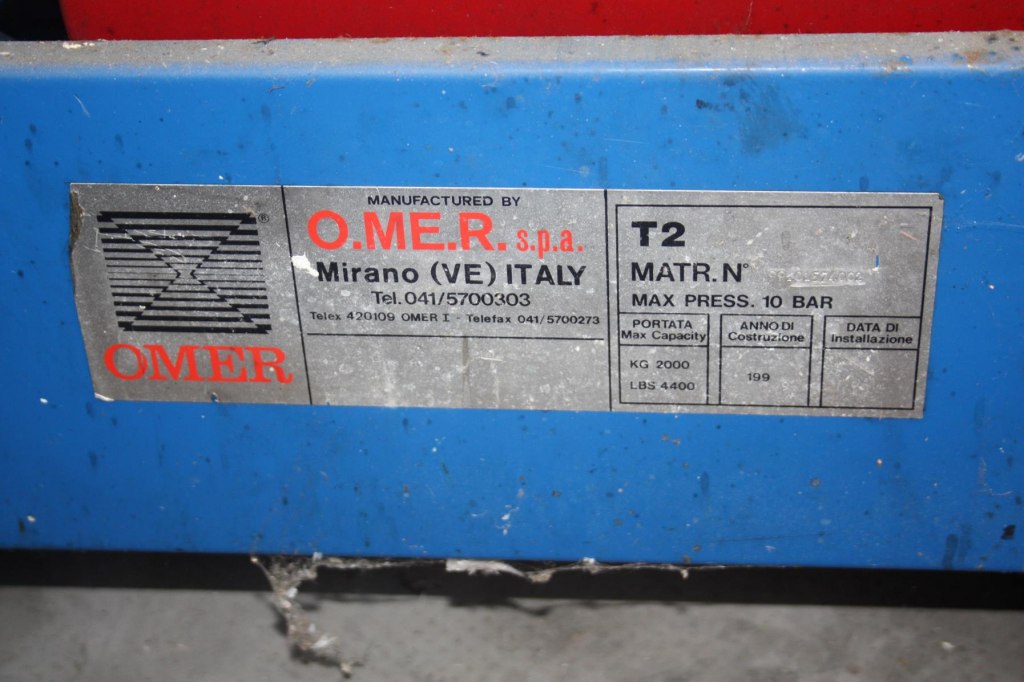 ®
OMER
MANUFACTURED BY
O.ME.R. s.p.a.
Mirano (VE) ITALY
Tel. 041/5700303
Telex 420109 OMER I - Telefax 041/5700273
T2
MATR. N°
MAX PRESS. 10 BAR
PORTATA
Max Capacity
KG 2000
LBS 4400
ANNO DI
Costruzione
199
DATA DI
Installazione